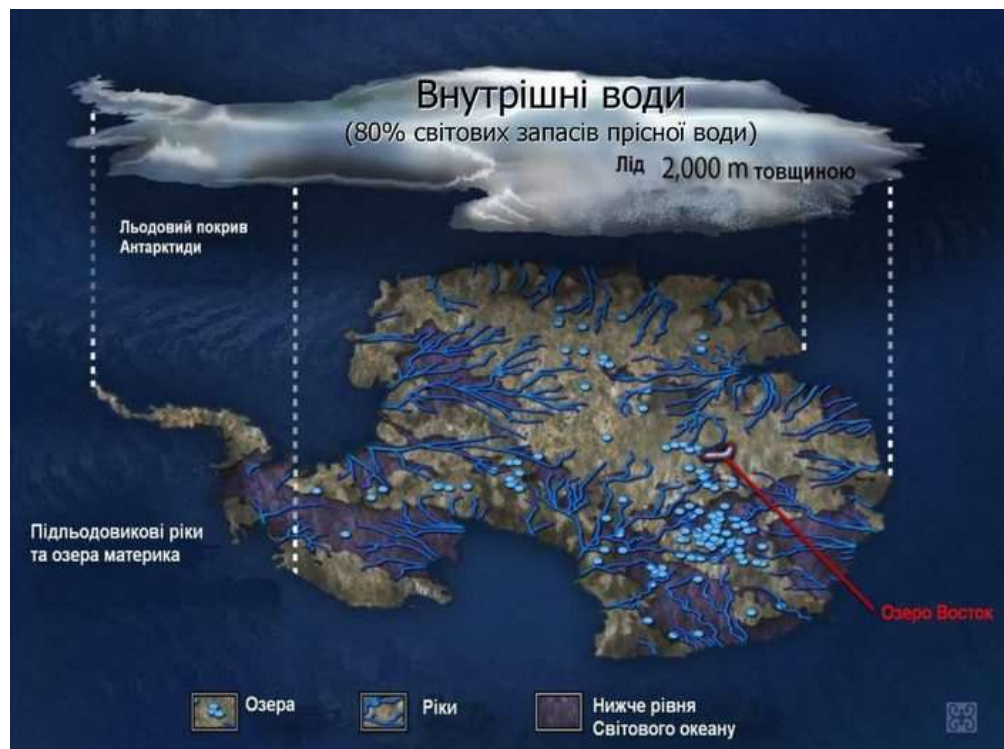 Внутрішні води
(80% світових запасів прісної води)
Лід 2,000 m товщиною
Льодовий покрив
Антарктиди
Підльодовикові ріки
та озера материка
Озеро Восток
Озера
Ріки
Нижче рівня
Світового океану